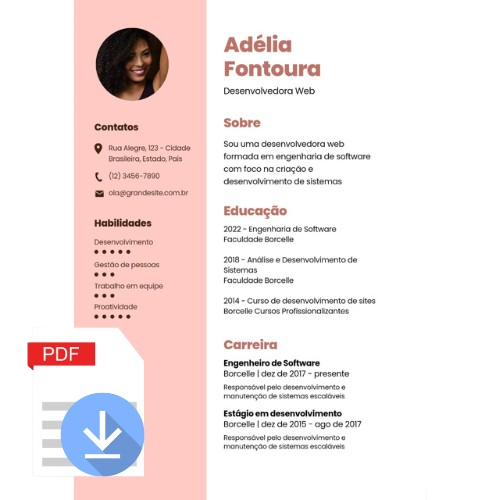 Adélia
Fontoura
Desenvolvedora Web
Contatos
Rua Alegre, 123 - Cidade
Brasileira, Estado, País
(12) 3456-7890
ola@grandesite.com.br
Habilidades
Desenvolvimento
Gestão de pessoas
Trabalho em equipe
Proatividade
Sobre
Sou uma desenvolvedora web
formada em engenharia de software
com foco na criação e
desenvolvimento de sistemas
Educação
2022 - Engenharia de Software
Faculdade Borcelle
2018 - Análise e Desenvolvimento de
Sistemas
Faculdade Borcelle
2014 - Curso de desenvolvimento de sites
Borcelle Cursos Profissionalizantes
Carreira
Engenheiro de Software
Borcelle | dez de 2017 - presente
Responsável pelo desenvolvimento e
manutenção de sistemas escaláveis
Estágio em desenvolvimento
Borcelle | dez de 2015 - ago de 2017
Responsável pelo desenvolvimento e
manutenção de sistemas escaláveis
PDF